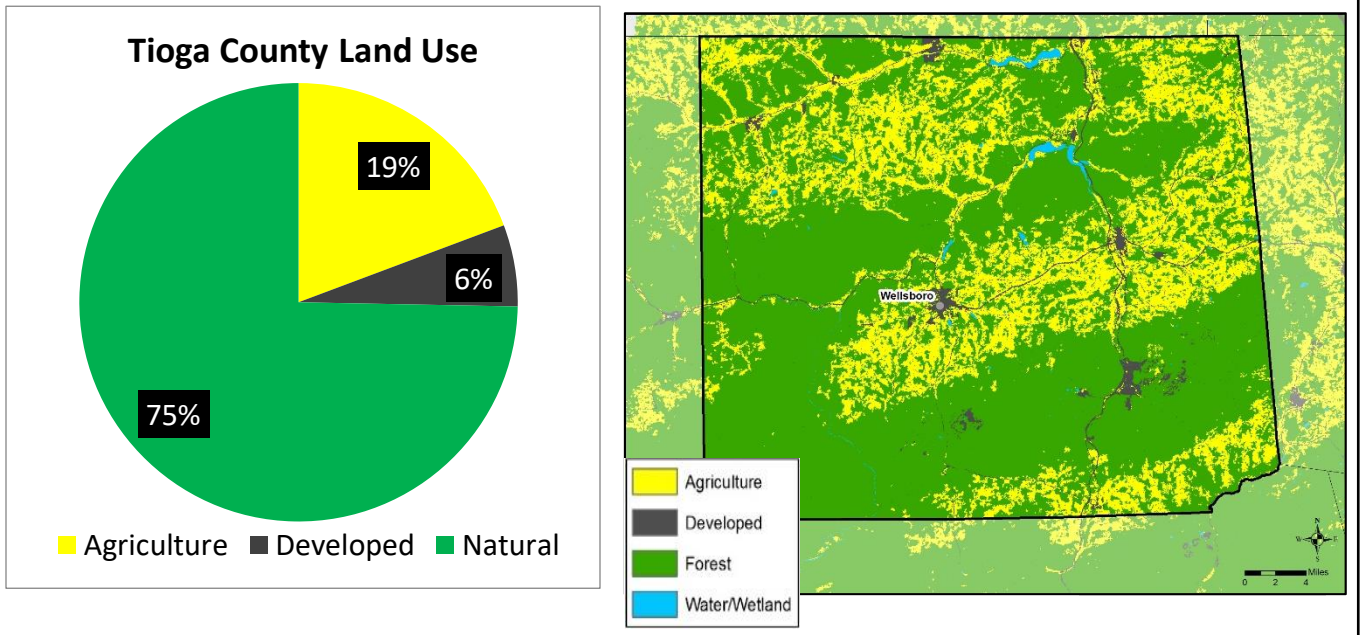 Tioga County Land Use
19%
6%
75%
Agriculture Developed Natural
Wellsboro
Agriculture
Developed
Forest
Water/Wetland
N
W E
S
Miles
0 2 4